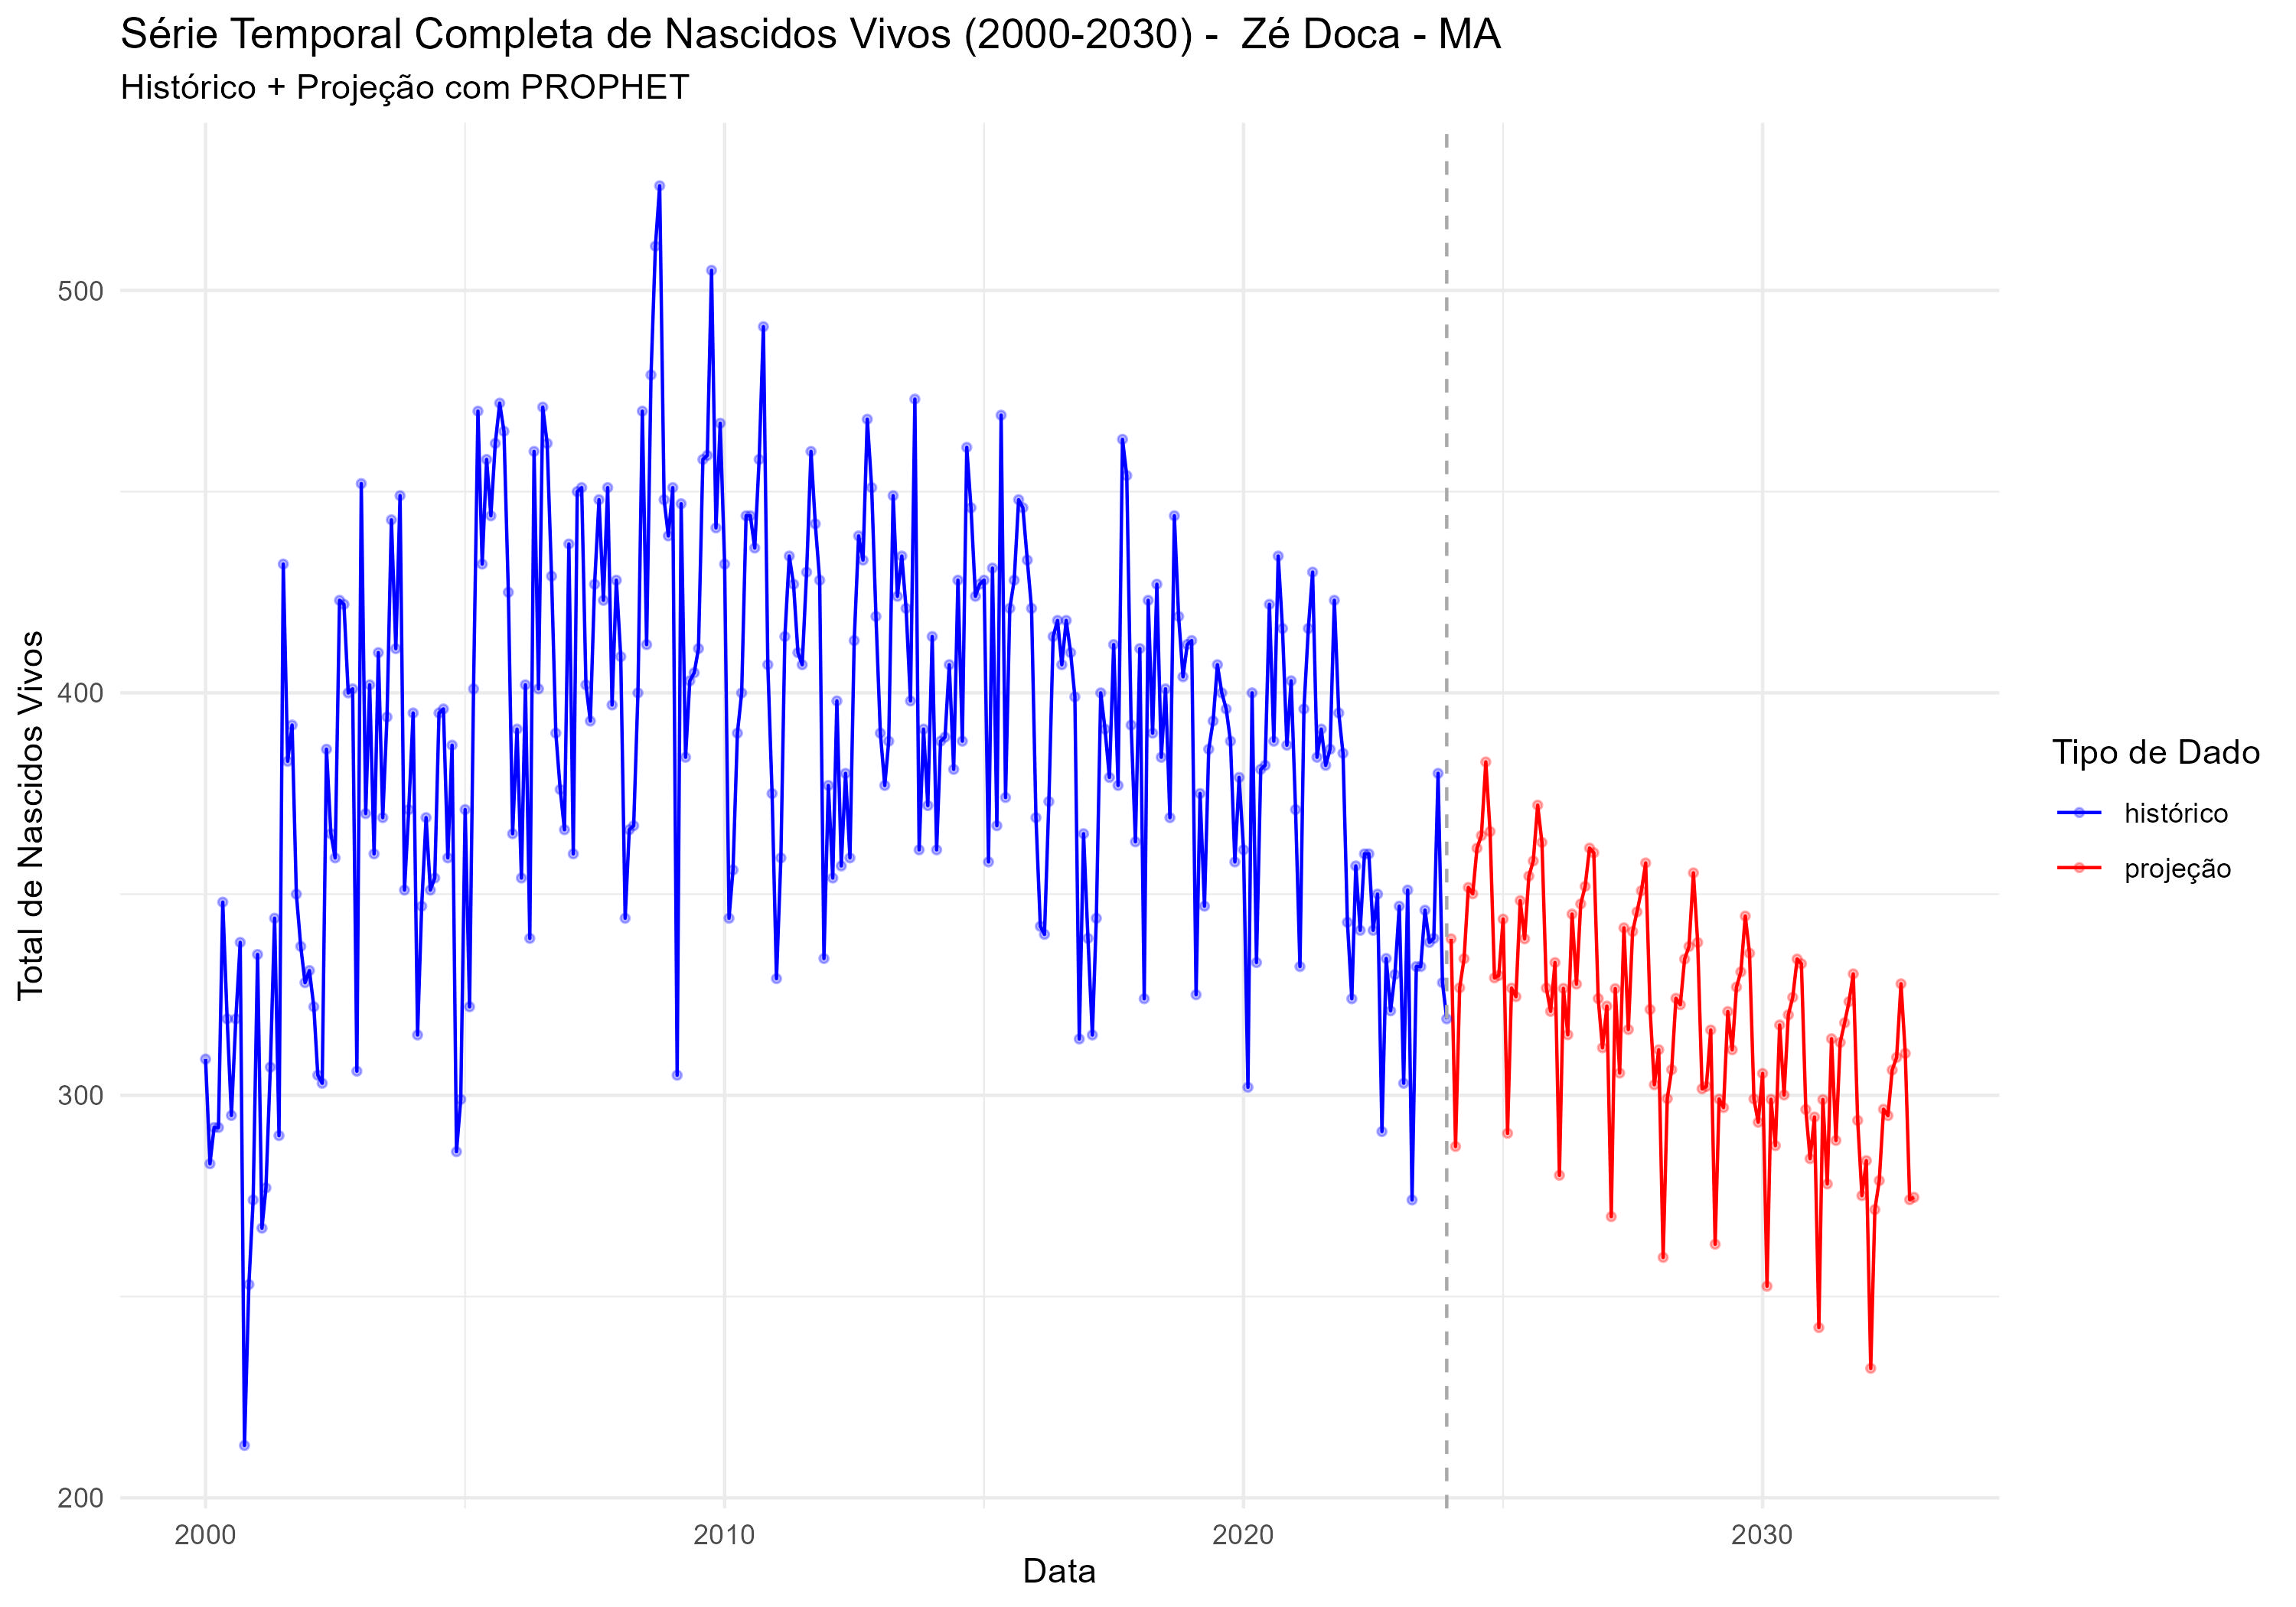 Série Temporal Completa de Nascidos Vivos (2000-2030) -  Zé Doca - MA
Histórico + Projeção com PROPHET
Total de Nascidos Vivos
500
400
300
200
2000
2010
2020
2030
Data
Tipo de Dado
histórico
projeção